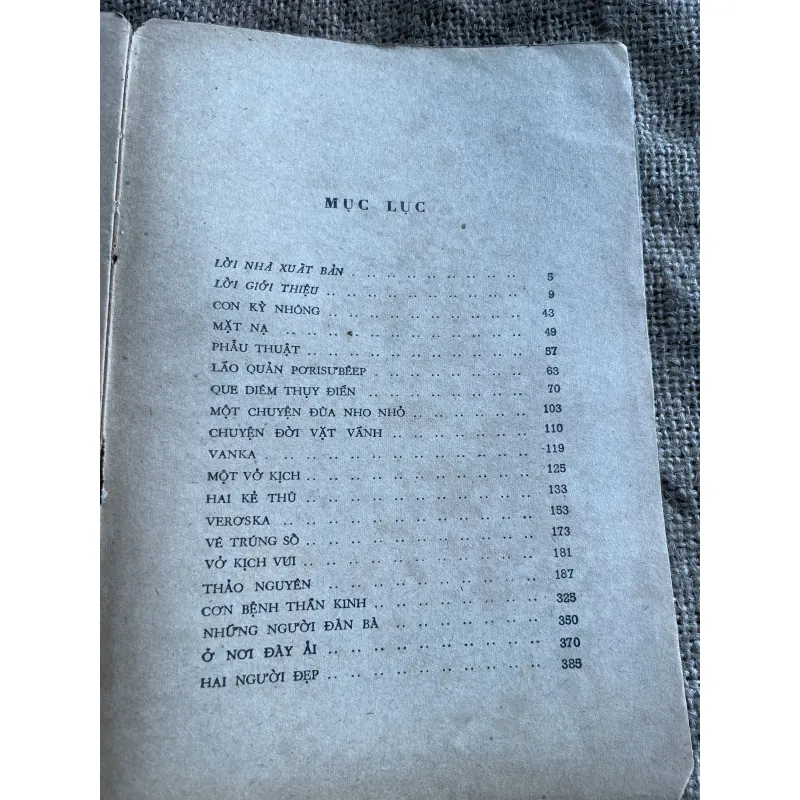 MỤC LỤC
LỜI NHÀ XUẤT BẢN . .. .. .. .. .. .. .. .. 5
LỜI GIỚI THIỆU .. .. .. .. .. .. .. .. .. 9
CON KỲ NHÔNG .. .. .. .. .. .. .. .. .. 43
MẶT NẠ .. .. .. .. .. .. .. .. .. .. .. 49
PHẪU THUẬT .. .. .. .. .. .. .. .. .. .. 57
LÃO QUẢN PƠRISƯBÊEP .. .. .. .. .. .. .. 63
QUE DIÊM THỤY ĐIỂN .. .. .. .. .. .. .. 70
MỘT CHUYỆN ĐÙA NHO NHỎ .. .. .. .. .. .. 103
CHUYỆN ĐỜI VẶT VÃNH .. .. .. .. .. .. .. 110
VANKA . .. .. .. .. .. .. .. .. .. .. 119
MỘT VỞ KỊCH .. .. .. .. .. .. .. .. .. .. 125
HAI KẺ THÙ .. .. .. .. .. .. .. .. .. .. 133
VERƠSKA .. .. .. .. .. .. .. .. .. .. .. 153
VÉ TRÚNG SỐ .. .. .. .. .. .. .. .. .. .. 173
VỞ KỊCH VUI .. .. .. .. .. .. .. .. .. .. 181
THẢO NGUYÊN .. .. .. .. .. .. .. .. .. 187
CƠN BỆNH THẦN KINH .. .. .. .. .. .. .. 325
NHỮNG NGƯỜI ĐÀN BÀ .. .. .. .. .. .. .. 350
Ở NƠI ĐÀY ẢI .. .. .. .. .. .. .. .. .. 370
HAI NGƯỜI ĐẸP .. .. .. .. .. .. .. .. .. 385